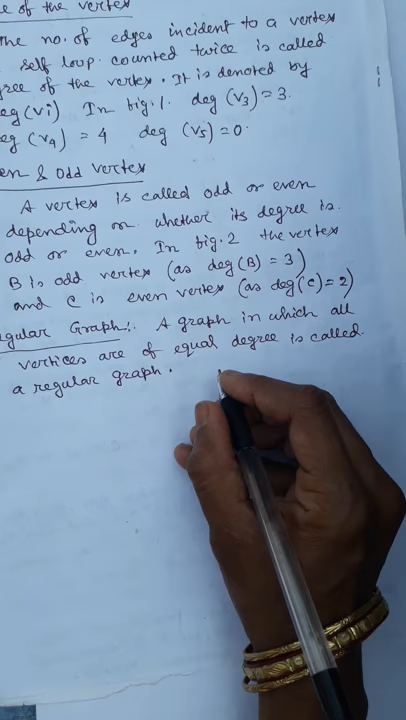 e of the vertex
the no. of edges incident to a vertex
self loop counted twice is called
gree of the vertex. It is denoted by
eg(Vi) In fig.1. deg (V3) = 3.
eg (V4) = 4 deg (V5) = 0.
en & odd vertex
A vertex is called odd or even
depending on whether its degree is
odd or even. In fig.2 the vertex
B is odd vertex (as deg(B) = 3)
and C is even vertex (as deg(C) = 2)
egular Graph:. A graph in which all
vertices are of equal degree is called.
a regular graph.